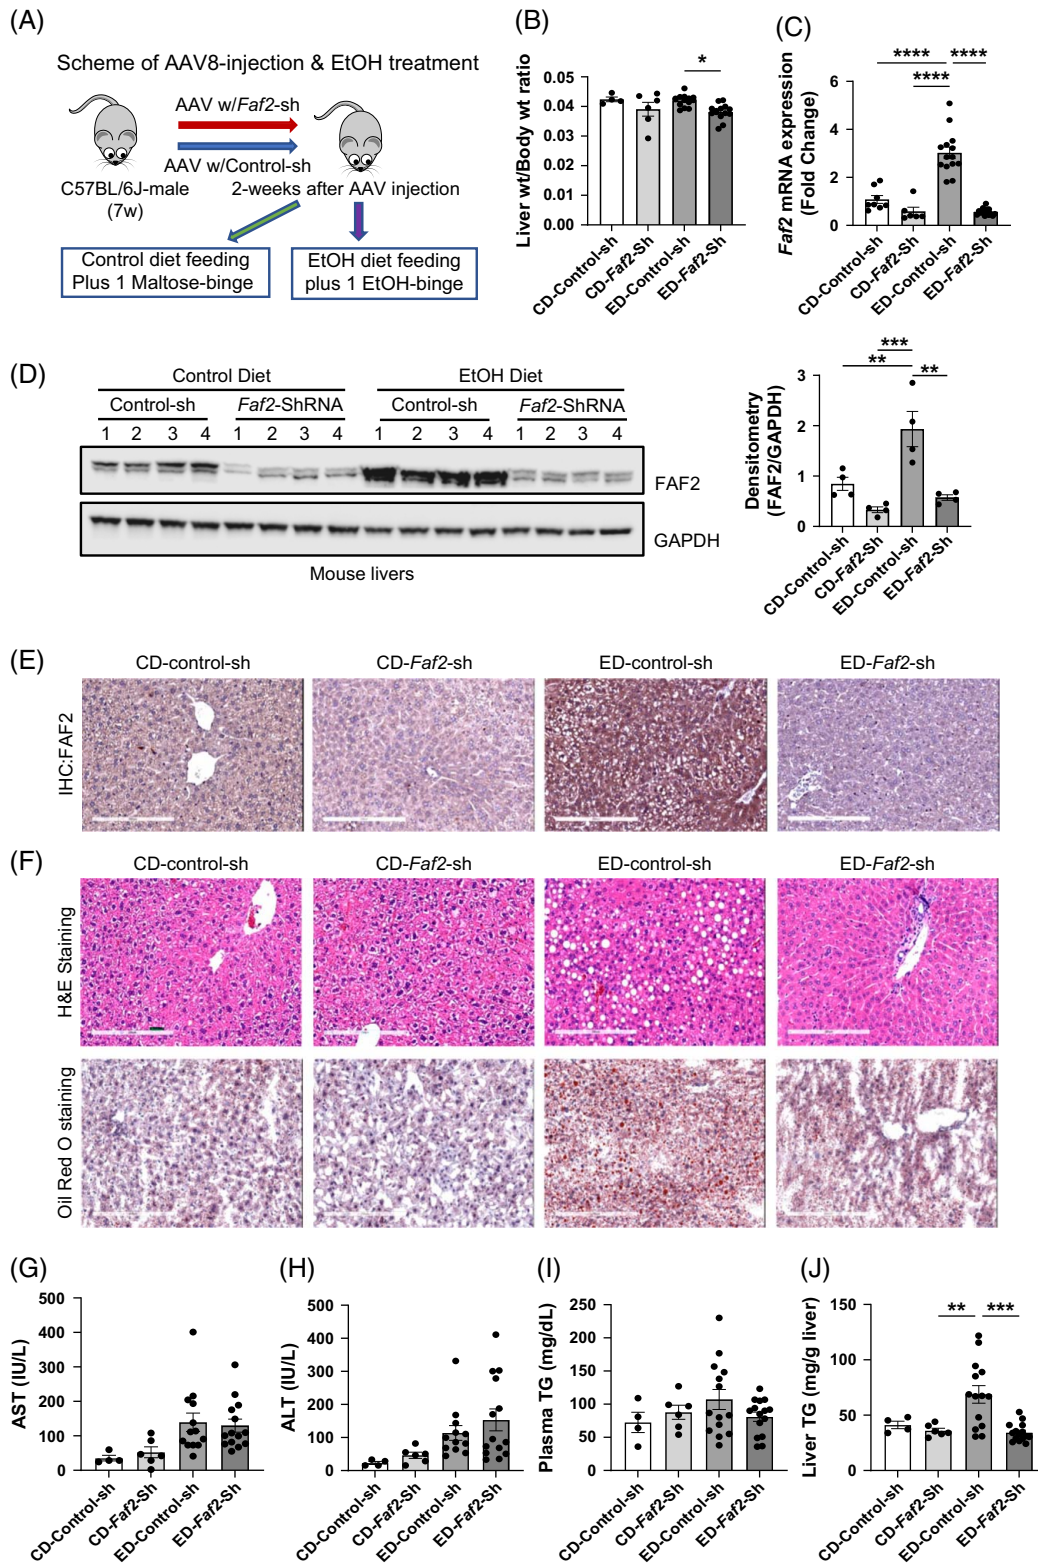 (A)
Scheme of AAV8-injection & EtOH treatment
AAV w/Faf2-sh
AAV w/Control-sh
C57BL/6J-male
(7w)
2-weeks after AAV injection
Control diet feeding
Plus 1 Maltose-binge
EtOH diet feeding
plus 1 EtOH-binge
(B)
Liver wt/Body wt ratio
0.05
0.04
0.03
0.02
0.01
0.00
*
CD-Control-sh
CD-Faf2-Sh
ED-Control-sh
ED-Faf2-Sh
(C)
Faf2 mRNA expression
(Fold Change)
6
4
2
0
**** ****
****
CD-Control-sh
CD-Faf2-Sh
ED-Control-sh
ED-Faf2-Sh
(D)
Control Diet
EtOH Diet
Control-sh
Faf2-ShRNA
Control-sh
Faf2-ShRNA
1 2 3 4 1 2 3 4 1 2 3 4 1 2 3 4
FAF2
GAPDH
Mouse livers
Densitometry
(FAF2/GAPDH)
3
2
1
0
***
** **
CD-Control-sh
CD-Faf2-Sh
ED-Control-sh
ED-Faf2-Sh
(E)
CD-control-sh
CD-Faf2-sh
ED-control-sh
ED-Faf2-sh
IHC:FAF2
(F)
CD-control-sh
CD-Faf2-sh
ED-control-sh
ED-Faf2-sh
H&E Staining
Oil Red O staining
(G)
AST (IU/L)
500
400
300
200
100
0
CD-Control-sh
CD-Faf2-Sh
ED-Control-sh
ED-Faf2-Sh
(H)
ALT (IU/L)
500
400
300
200
100
0
CD-Control-sh
CD-Faf2-Sh
ED-Control-sh
ED-Faf2-Sh
(I)
Plasma TG (mg/dL)
250
200
150
100
50
0
CD-Control-sh
CD-Faf2-Sh
ED-Control-sh
ED-Faf2-Sh
(J)
Liver TG (mg/g liver)
150
100
50
0
** ***
CD-Control-sh
CD-Faf2-Sh
ED-Control-sh
ED-Faf2-Sh